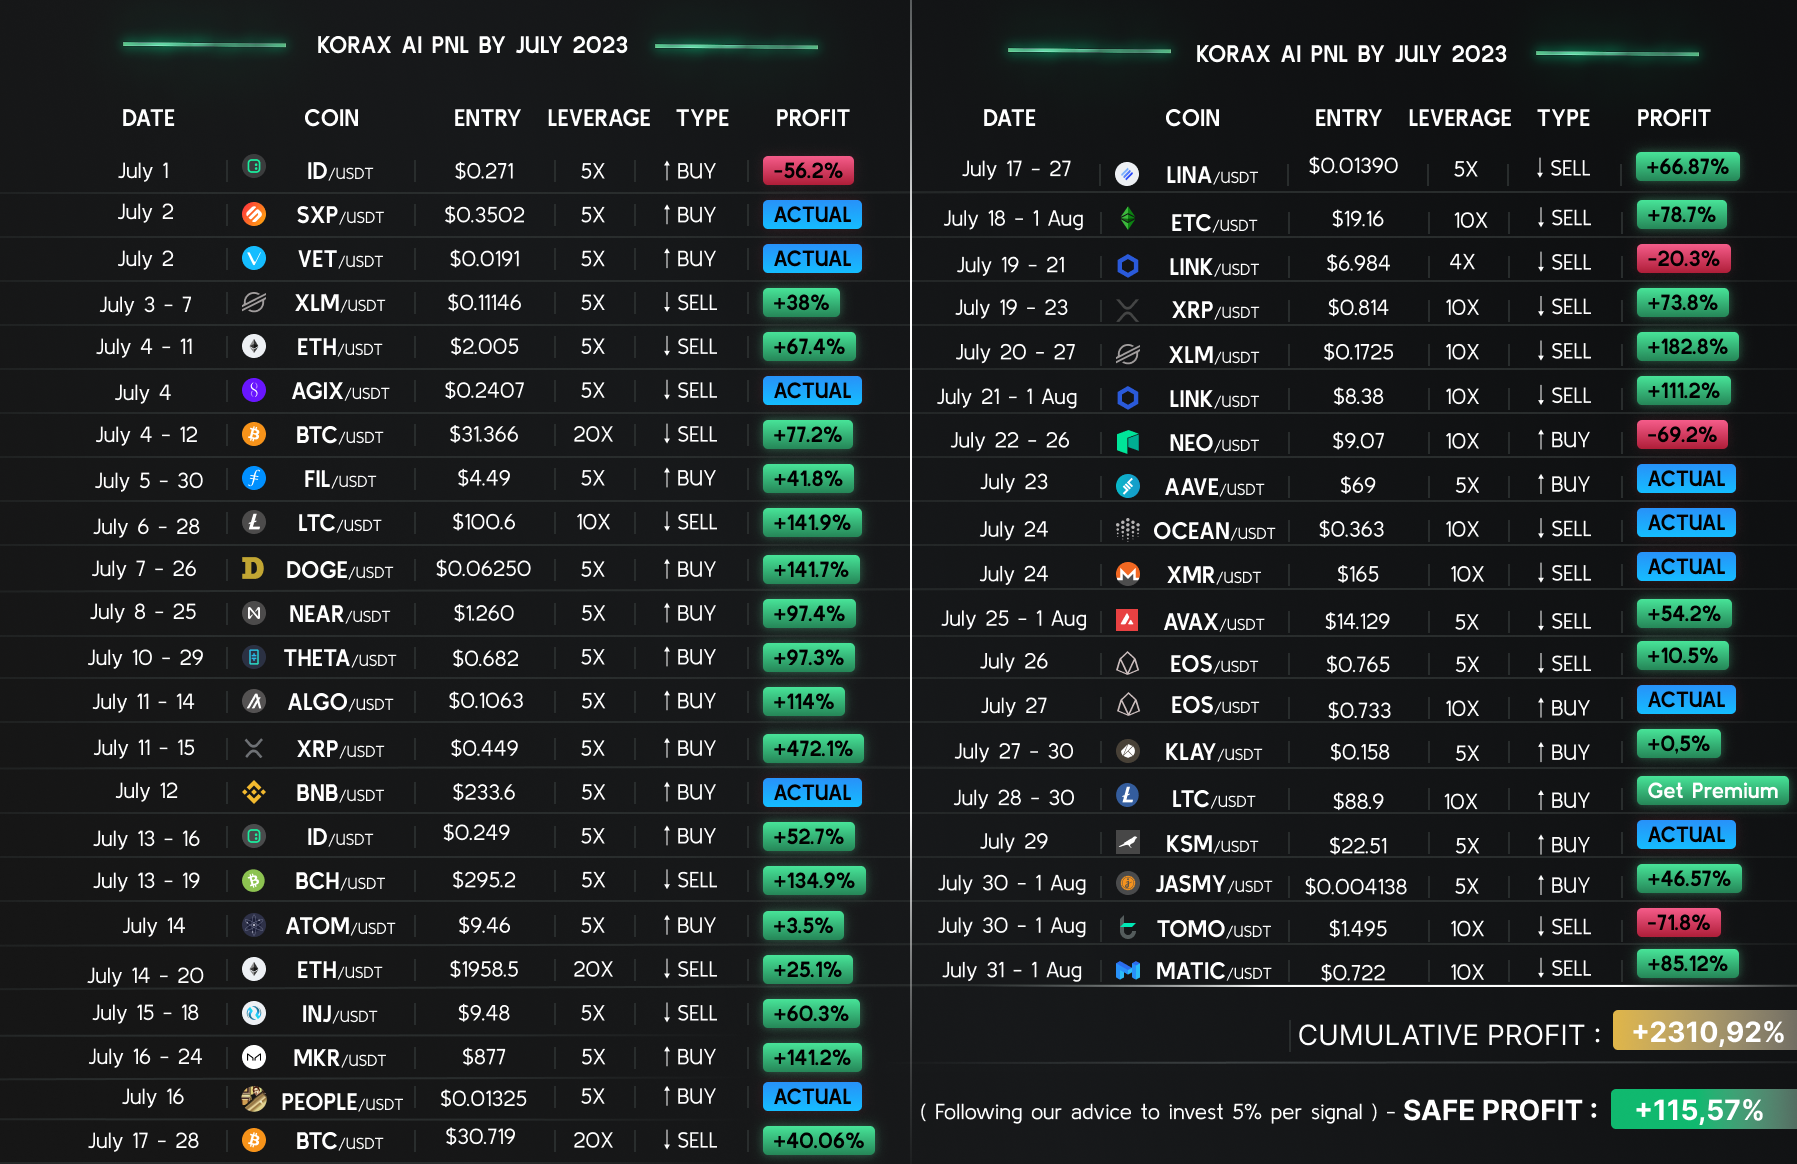 KORAX AI PNL BY JULY 2023
DATE COIN ENTRY LEVERAGE TYPE PROFIT
July 1 ID/USDT $0.271 5X ↑ BUY -56.2%
July 2 SXP/USDT $0.3502 5X ↑ BUY ACTUAL
July 2 VET/USDT $0.0191 5X ↑ BUY ACTUAL
July 3 - 7 XLM/USDT $0.11146 5X ↓ SELL +38%
July 4 - 11 ETH/USDT $2.005 5X ↓ SELL +67.4%
July 4 AGIX/USDT $0.2407 5X ↓ SELL ACTUAL
July 4 - 12 BTC/USDT $31.366 20X ↓ SELL +77.2%
July 5 - 30 FIL/USDT $4.49 5X ↑ BUY +41.8%
July 6 - 28 LTC/USDT $100.6 10X ↓ SELL +141.9%
July 7 - 26 DOGE/USDT $0.06250 5X ↑ BUY +141.7%
July 8 - 25 NEAR/USDT $1.260 5X ↑ BUY +97.4%
July 10 - 29 THETA/USDT $0.682 5X ↑ BUY +97.3%
July 11 - 14 ALGO/USDT $0.1063 5X ↑ BUY +114%
July 11 - 15 XRP/USDT $0.449 5X ↑ BUY +472.1%
July 12 BNB/USDT $233.6 5X ↑ BUY ACTUAL
July 13 - 16 ID/USDT $0.249 5X ↑ BUY +52.7%
July 13 - 19 BCH/USDT $295.2 5X ↓ SELL +134.9%
July 14 ATOM/USDT $9.46 5X ↑ BUY +3.5%
July 14 - 20 ETH/USDT $1958.5 20X ↓ SELL +25.1%
July 15 - 18 INJ/USDT $9.48 5X ↓ SELL +60.3%
July 16 - 24 MKR/USDT $877 5X ↑ BUY +141.2%
July 16 PEOPLE/USDT $0.01325 5X ↑ BUY ACTUAL
July 17 - 28 BTC/USDT $30.719 20X ↓ SELL +40.06%
KORAX AI PNL BY JULY 2023
DATE COIN ENTRY LEVERAGE TYPE PROFIT
July 17 - 27 LINA/USDT $0.01390 5X ↓ SELL +66.87%
July 18 - 1 Aug ETC/USDT $19.16 10X ↓ SELL +78.7%
July 19 - 21 LINK/USDT $6.984 4X ↓ SELL -20.3%
July 19 - 23 XRP/USDT $0.814 10X ↓ SELL +73.8%
July 20 - 27 XLM/USDT $0.1725 10X ↓ SELL +182.8%
July 21 - 1 Aug LINK/USDT $8.38 10X ↓ SELL +111.2%
July 22 - 26 NEO/USDT $9.07 10X ↑ BUY -69.2%
July 23 AAVE/USDT $69 5X ↑ BUY ACTUAL
July 24 OCEAN/USDT $0.363 10X ↓ SELL ACTUAL
July 24 XMR/USDT $165 10X ↓ SELL ACTUAL
July 25 - 1 Aug AVAX/USDT $14.129 5X ↓ SELL +54.2%
July 26 EOS/USDT $0.765 5X ↓ SELL +10.5%
July 27 EOS/USDT $0.733 10X ↑ BUY ACTUAL
July 27 - 30 KLAY/USDT $0.158 5X ↑ BUY +0,5%
July 28 - 30 LTC/USDT $88.9 10X ↑ BUY Get Premium
July 29 KSM/USDT $22.51 5X ↑ BUY ACTUAL
July 30 - 1 Aug JASMY/USDT $0.004138 5X ↑ BUY +46.57%
July 30 - 1 Aug TOMO/USDT $1.495 10X ↓ SELL -71.8%
July 31 - 1 Aug MATIC/USDT $0.722 10X ↓ SELL +85.12%
CUMULATIVE PROFIT : +2310,92%
( Following our advice to invest 5% per signal ) - SAFE PROFIT : +115,57%